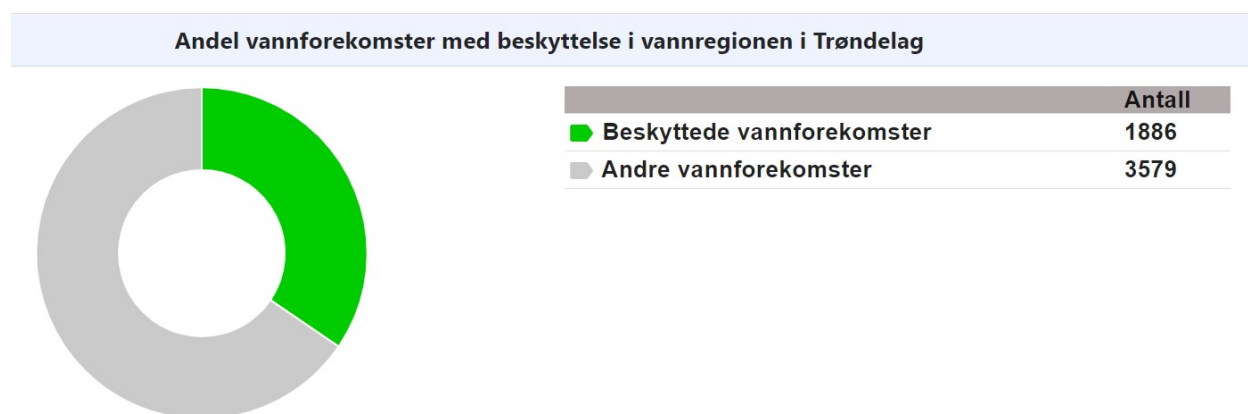 Andel vannforekomster med beskyttelse i vannregionen i Trøndelag
Antall
Beskyttede vannforekomster 1886
Andre vannforekomster 3579